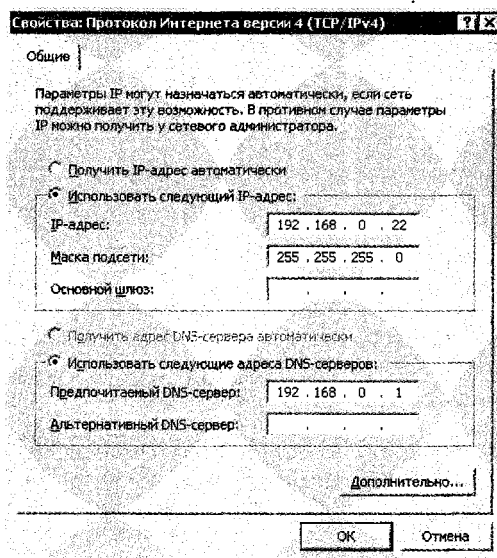 Свойства: Протокол Интернета версии 4 (TCP/IPv4)
Общие
Параметры IP могут назначаться автоматически, если сеть
поддерживает эту возможность. В противном случае параметры
IP можно получить у сетевого администратора.
Получить IP-адрес автоматически
Использовать следующий IP-адрес:
IP-адрес: 192 . 168 . 0 . 22
Маска подсети: 255 . 255 . 255 . 0
Основной шлюз: . . .
Получить адрес DNS-сервера автоматически
Использовать следующие адреса DNS-серверов:
Предпочитаемый DNS-сервер: 192 . 168 . 0 . 1
Альтернативный DNS-сервер: . . .
Дополнительно...
ОК Отмена